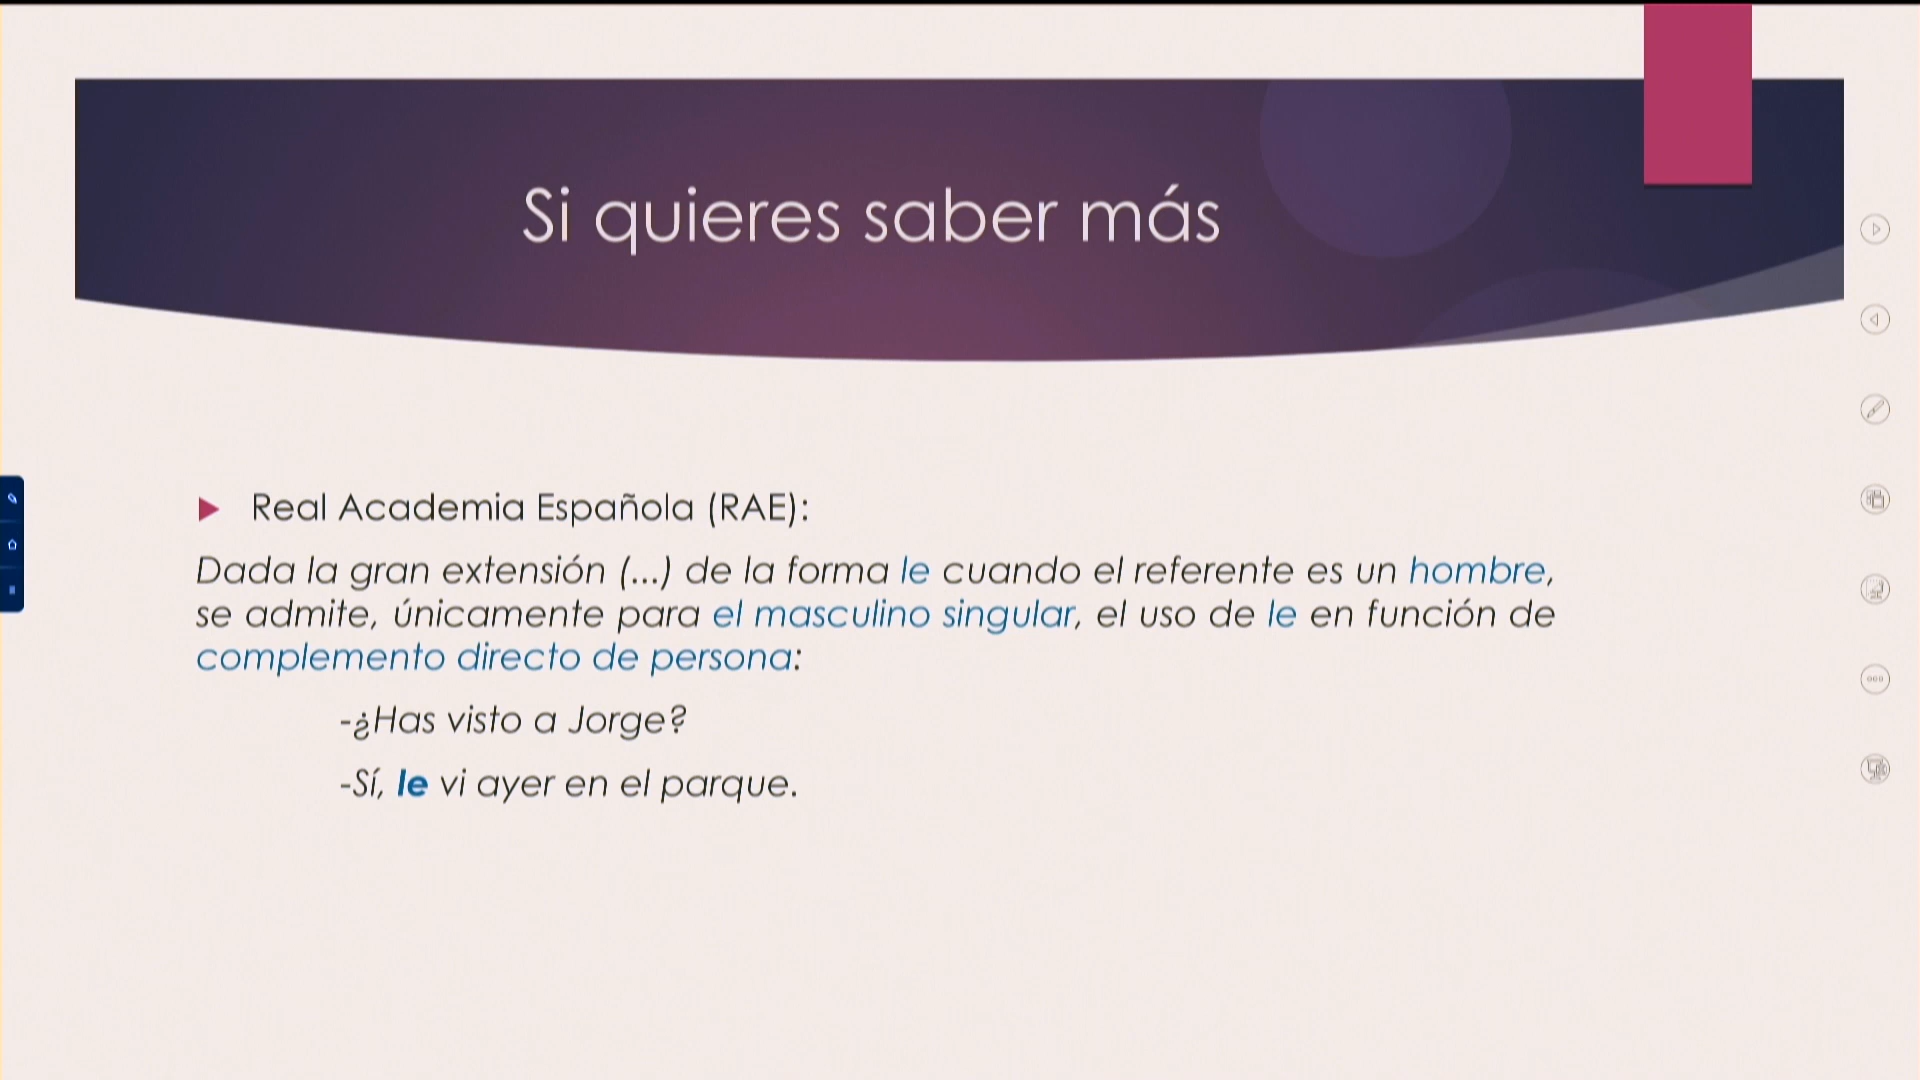 Si quieres saber más
Real Academia Española (RAE):
Dada la gran extensión (...) de la forma le cuando el referente es un hombre,
se admite, únicamente para el masculino singular, el uso de le en función de
complemento directo de persona:
-¿Has visto a Jorge?
-Sí, le vi ayer en el parque.